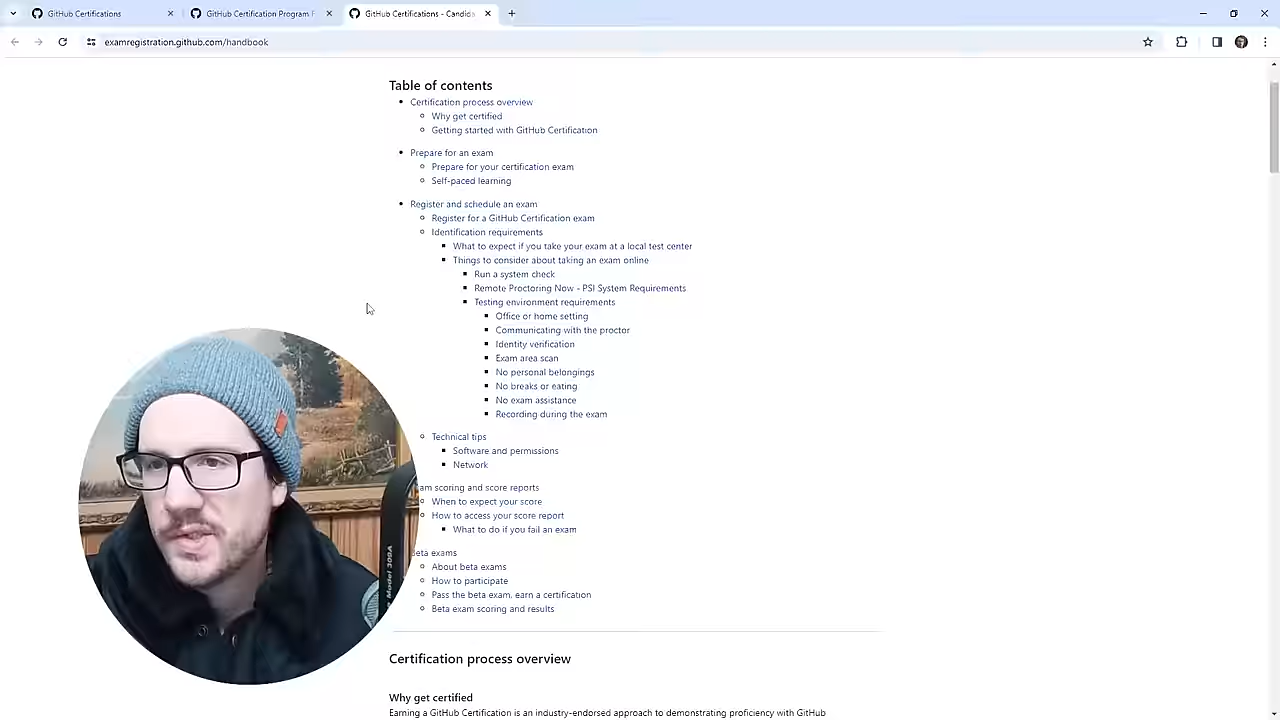 GitHub Certifications
GitHub Certification Program F
GitHub Certifications - Candid
examregistration.github.com/handbook
Table of contents
Certification process overview
Why get certified
Getting started with GitHub Certification
Prepare for an exam
Prepare for your certification exam
Self-paced learning
Register and schedule an exam
Register for a GitHub Certification exam
Identification requirements
What to expect if you take your exam at a local test center
Things to consider about taking an exam online
Run a system check
Remote Proctoring Now - PSI System Requirements
Testing environment requirements
Office or home setting
Communicating with the proctor
Identity verification
Exam area scan
No personal belongings
No breaks or eating
No exam assistance
Recording during the exam
Technical tips
Software and permissions
Network
am scoring and score reports
When to expect your score
How to access your score report
What to do if you fail an exam
eta exams
About beta exams
How to participate
Pass the beta exam, earn a certification
Beta exam scoring and results
Certification process overview
Why get certified
Earning a GitHub Certification is an industry-endorsed approach to demonstrating proficiency with GitHub
Model 309A